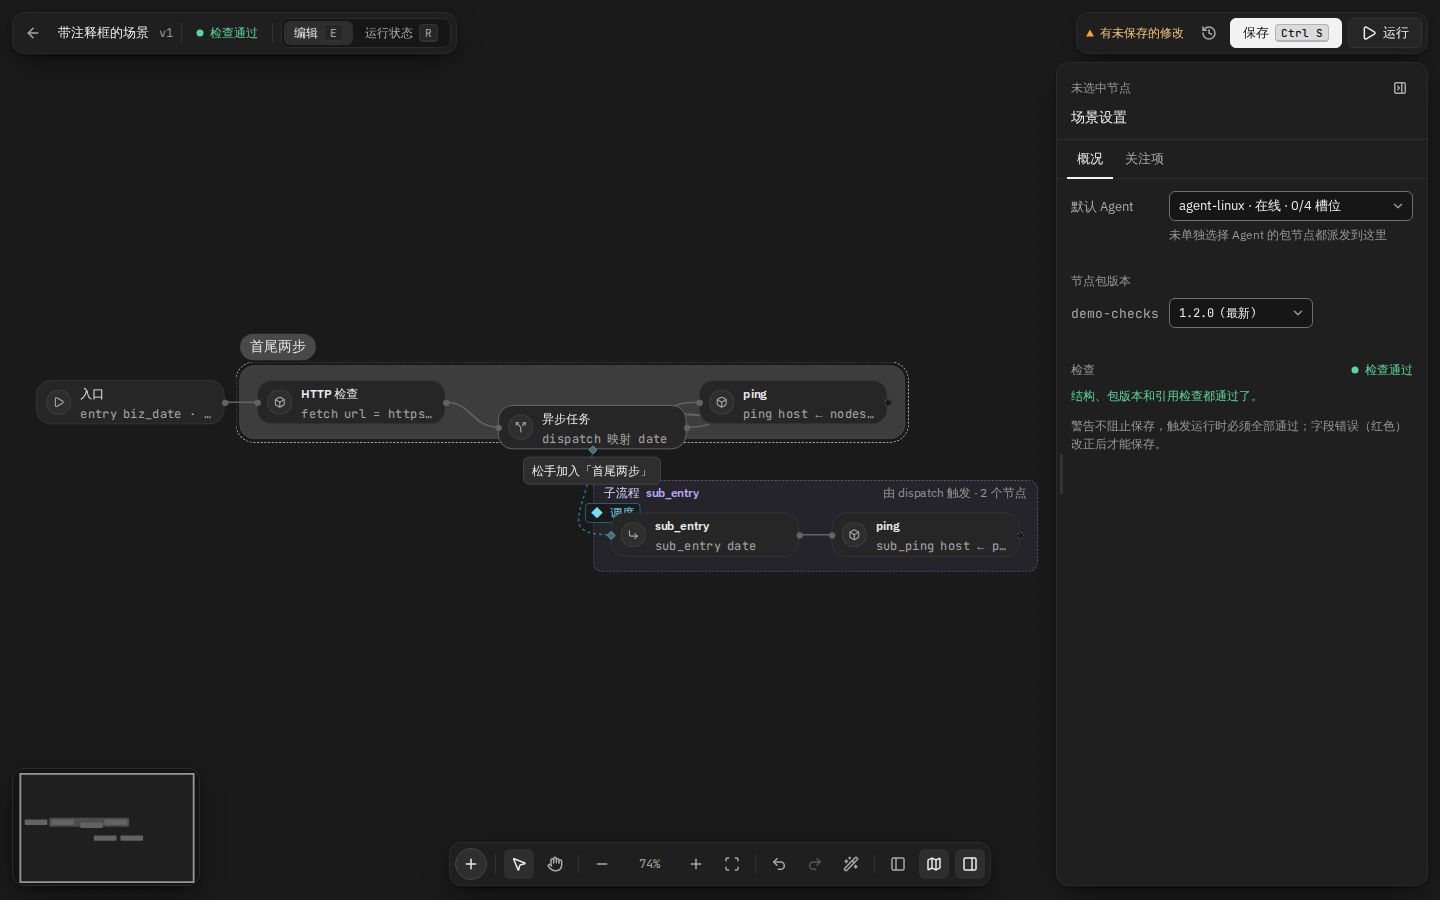 带注释框的场景 v1
检查通过
编辑 E
运行状态 R
有未保存的修改
保存 Ctrl S
运行
未选中节点
场景设置
概况 关注项
默认 Agent
agent-linux · 在线 · 0/4 槽位
未单独选择 Agent 的包节点都派发到这里
节点包版本
demo-checks
1.2.0 (最新)
检查
检查通过
结构、包版本和引用检查都通过了。
警告不阻止保存，触发运行时必须全部通过；字段错误（红色）
改正后才能保存。
首尾两步
入口
entry biz_date · …
HTTP 检查
fetch url = https…
异步任务
dispatch 映射 date
ping
ping host ← nodes…
松手加入「首尾两步」
子流程 sub_entry
由 dispatch 触发 · 2 个节点
调度
sub_entry
sub_entry date
ping
sub_ping host ← p…
74%